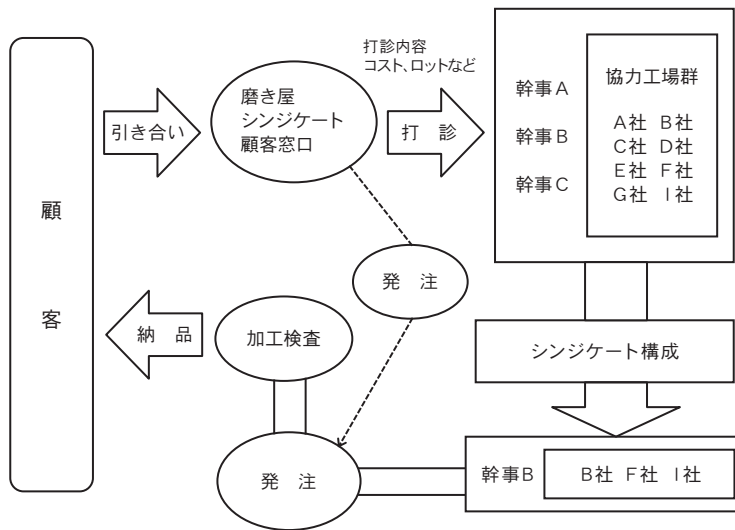 顧
客
引き合い
磨き屋
シンジケート
顧客窓口
打診内容
コスト、ロットなど
打　診
幹事A
幹事B
幹事C
協力工場群
A社 B社
C社 D社
E社 F社
G社 I社
発　注
シンジケート構成
納　品
加工検査
発　注
幹事B
B社 F社 I社